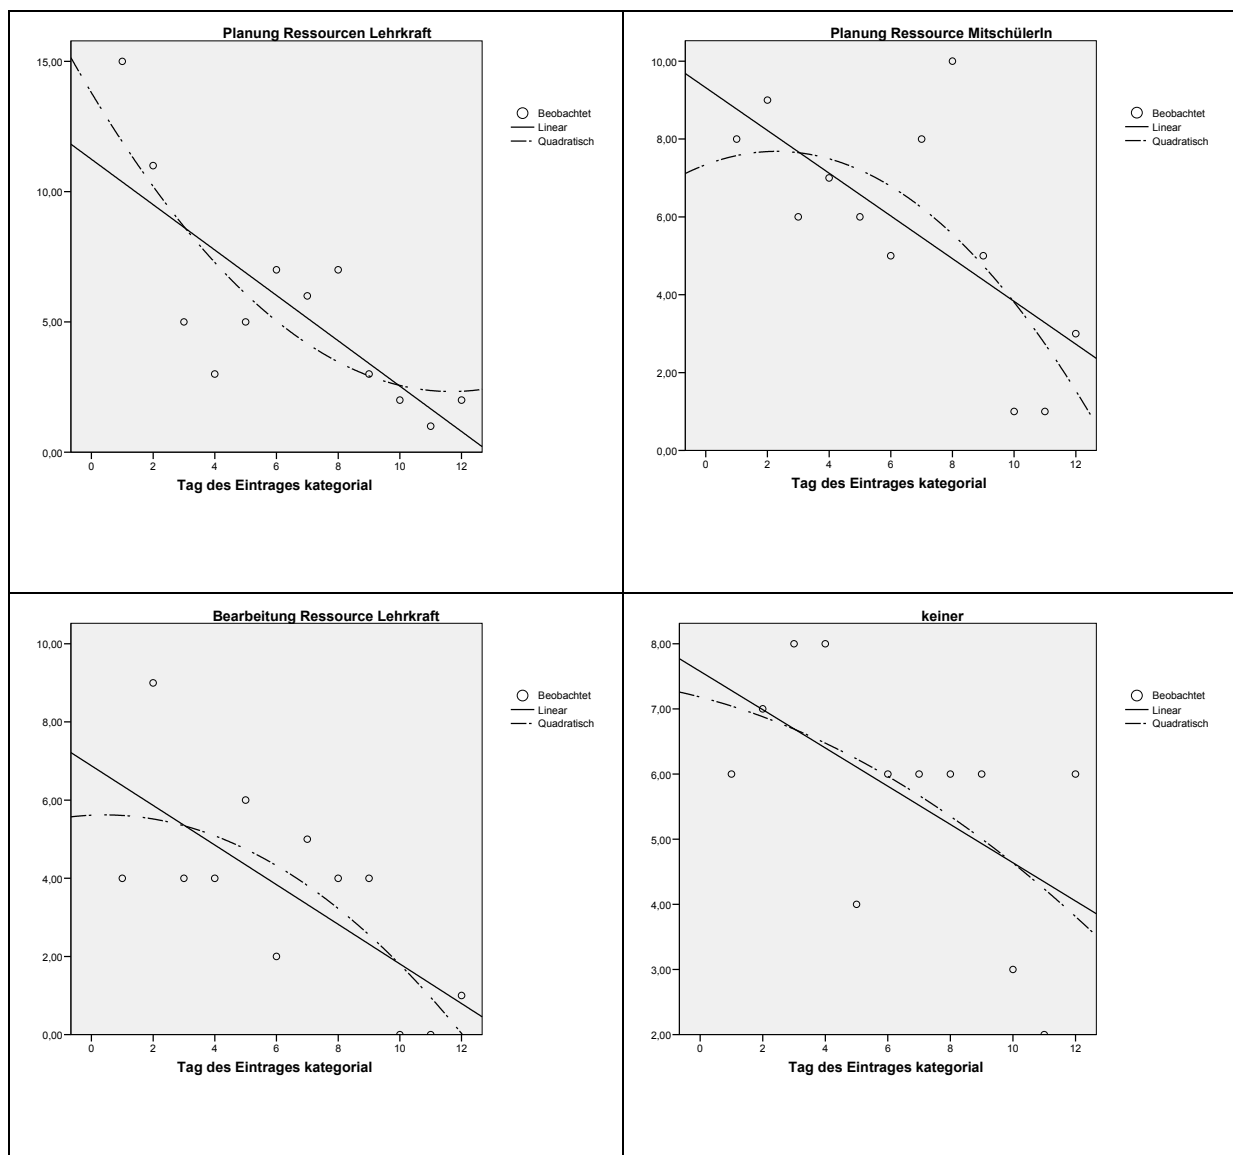 Planung Ressourcen Lehrkraft
15,00
10,00
5,00
0,00
0 2 4 6 8 10 12
Tag des Eintrages kategorial
Beobachtet
Linear
Quadratisch
Planung Ressource MitschülerIn
10,00
8,00
6,00
4,00
2,00
0,00
0 2 4 6 8 10 12
Tag des Eintrages kategorial
Beobachtet
Linear
Quadratisch
Bearbeitung Ressource Lehrkraft
10,00
8,00
6,00
4,00
2,00
0,00
0 2 4 6 8 10 12
Tag des Eintrages kategorial
Beobachtet
Linear
Quadratisch
keiner
8,00
7,00
6,00
5,00
4,00
3,00
2,00
0 2 4 6 8 10 12
Tag des Eintrages kategorial
Beobachtet
Linear
Quadratisch